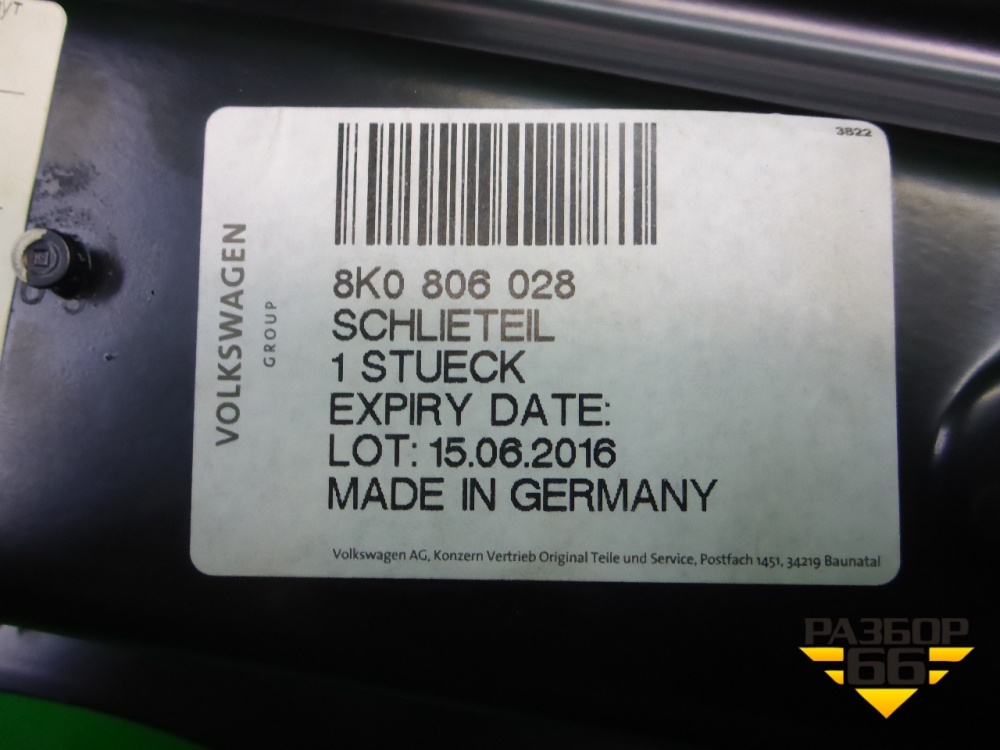 3822
VOLKSWAGEN
GROUP
8K0 806 028
SCHLIETEIL
1 STUECK
EXPIRY DATE:
LOT: 15.06.2016
MADE IN GERMANY
Volkswagen AG, Konzern Vertrieb Original Teile und Service, Postfach 1451, 34219 Baunatal
РАЗБОР
66